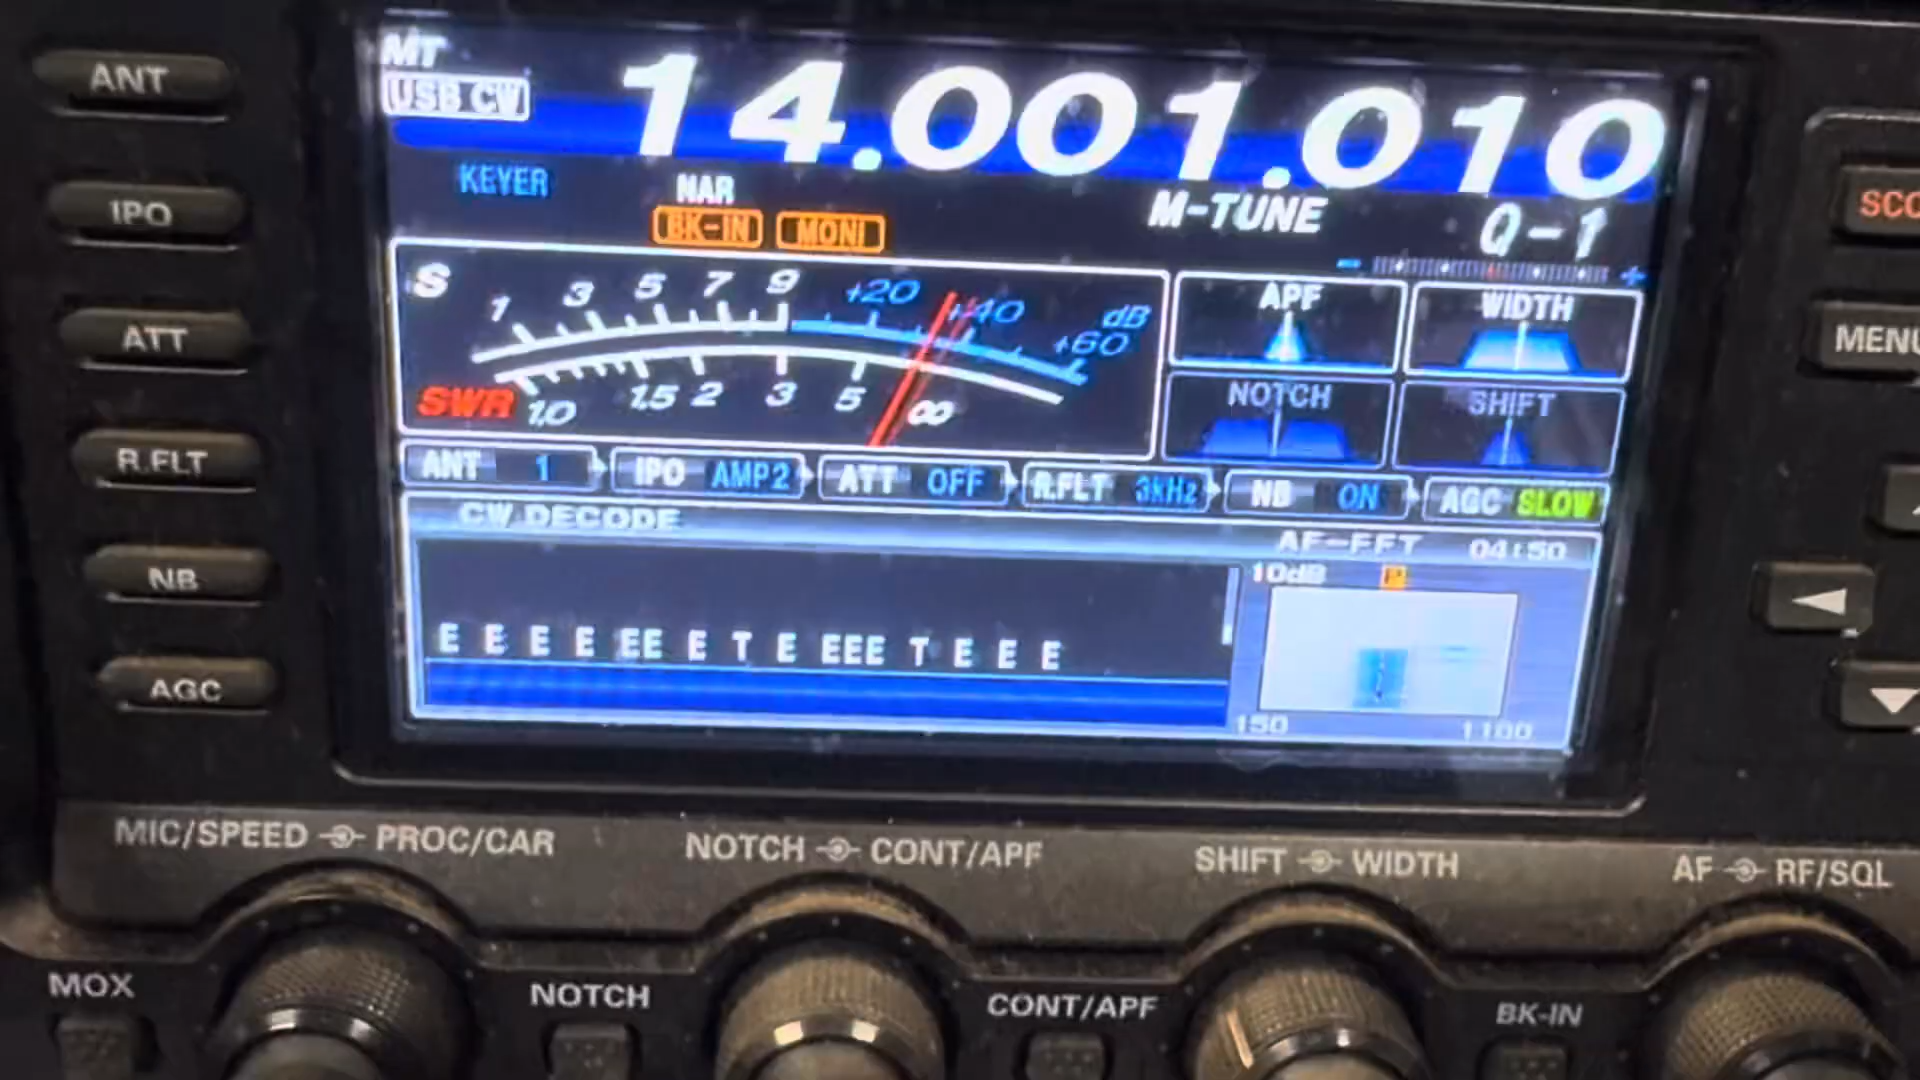 MT
USB CW
14.001.010
KEYER
NAR
BK-IN
MONI
M-TUNE
Q-1
- +
S
1 3 5 7 9 +20 +40 +60 dB
SWR
1.0 1.5 2 3 5 ∞
APF
WIDTH
NOTCH
SHIFT
ANT 1
IPO AMP2
ATT OFF
R.FLT 3kHz
NB ON
AGC SLOW
CW DECODE
AF-FFT 04:50
10dB
E E E E EE E T E EEE T E E E
150 1100
ANT
IPO
ATT
R.FLT
NB
AGC
MENU
MIC/SPEED PROC/CAR
NOTCH CONT/APF
SHIFT WIDTH
AF RF/SQL
MOX
NOTCH
CONT/APF
BK-IN